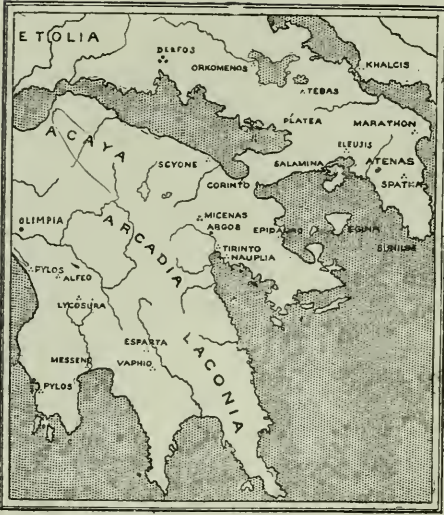 ETOLIA
DELFOS
ORKOMENOS
KHALCIS
TEBAS
PLATEA
MARATHON
ACAYA
ELEUSIS
SCYONE
SALAMINA
ATENAS
CORINTO
SPATHA
MICENAS
OLIMPIA
ARGOS
EPIDAURO
EGINA
ARCADIA
TIRINTO
NAUPLIA
PYLOS
ALFEO
LYCOSURA
ESPARTA
MESSENE
VAPHIO
LACONIA
PYLOS